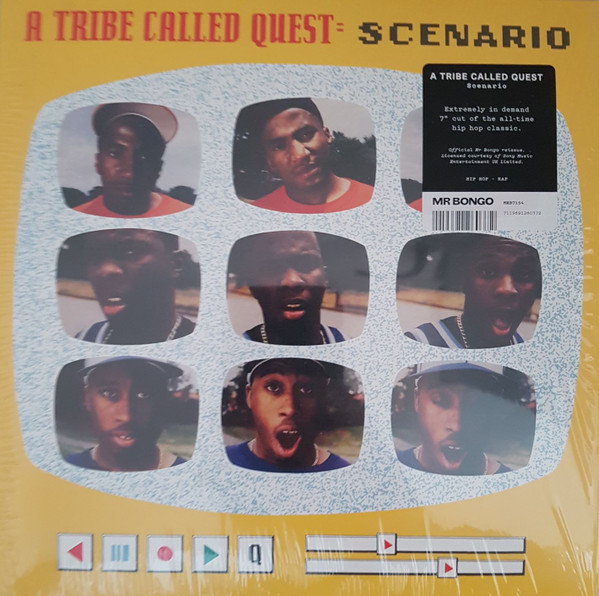 A TRIBE CALLED QUEST:
SCENARIO
A TRIBE CALLED QUEST
Scenario
Extremely in demand
7" cut of the all-time
hip hop classic.
Official Mr Bongo release.
Licensed courtesy of Sony Music
Entertainment UK Limited.
HIP HOP - RAP
MR BONGO
MRB7154
Q